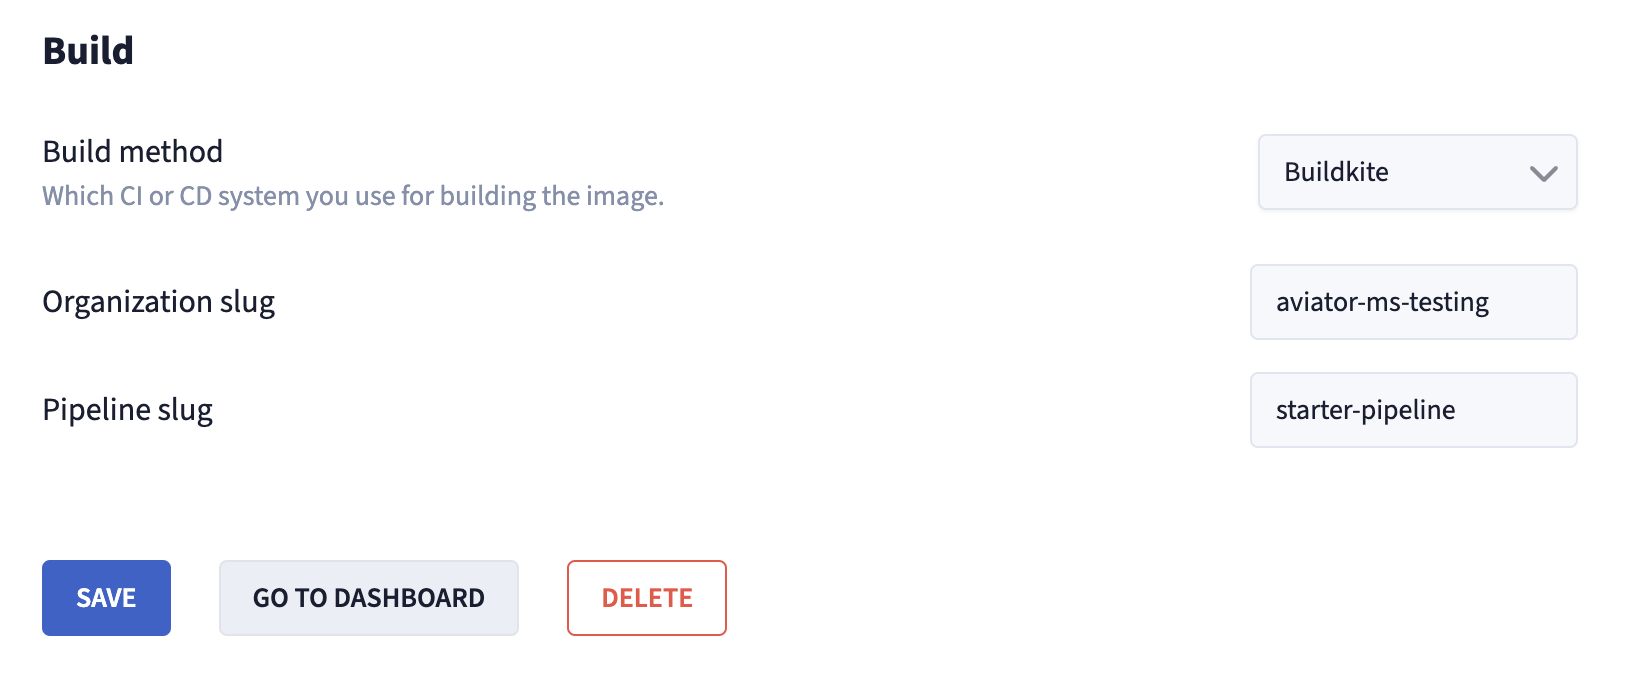 Build
Build method
Which CI or CD system you use for building the image.
Buildkite
Organization slug
aviator-ms-testing
Pipeline slug
starter-pipeline
SAVE
GO TO DASHBOARD
DELETE